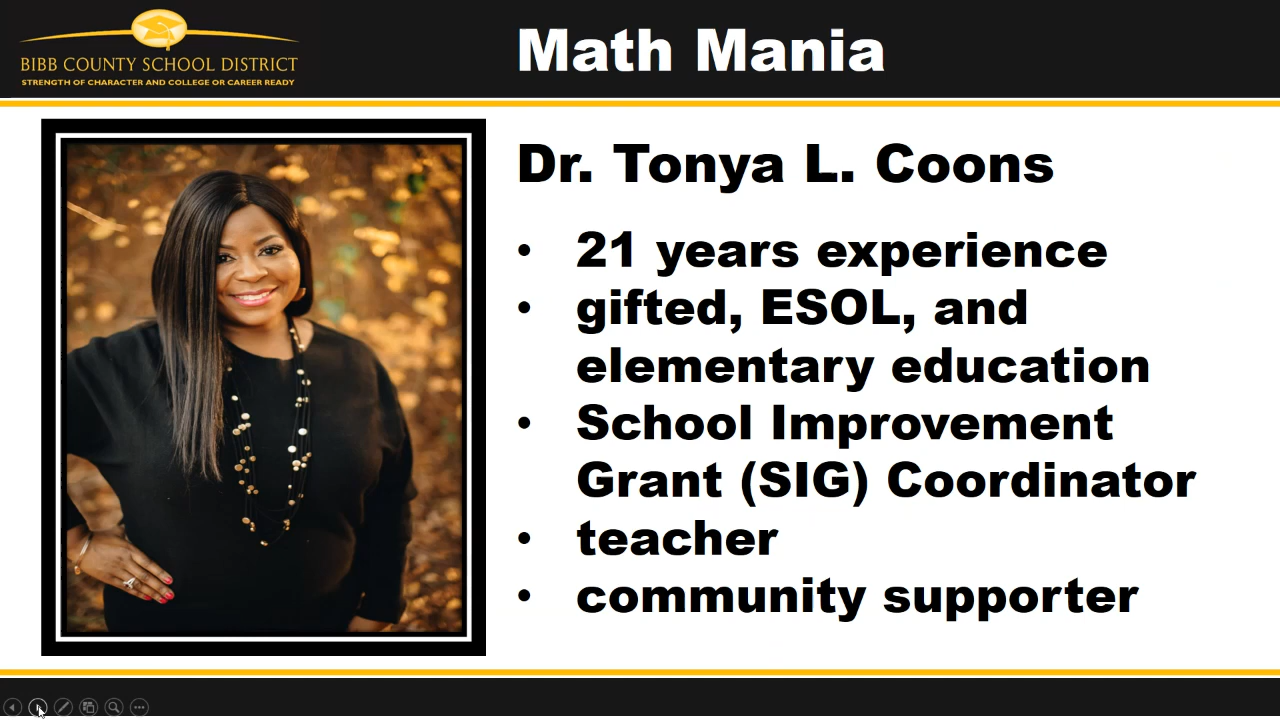 BIBB COUNTY SCHOOL DISTRICT
STRENGTH OF CHARACTER AND COLLEGE OR CAREER READY
Math Mania
Dr. Tonya L. Coons
• 21 years experience
• gifted, ESOL, and
elementary education
• School Improvement
Grant (SIG) Coordinator
• teacher
• community supporter